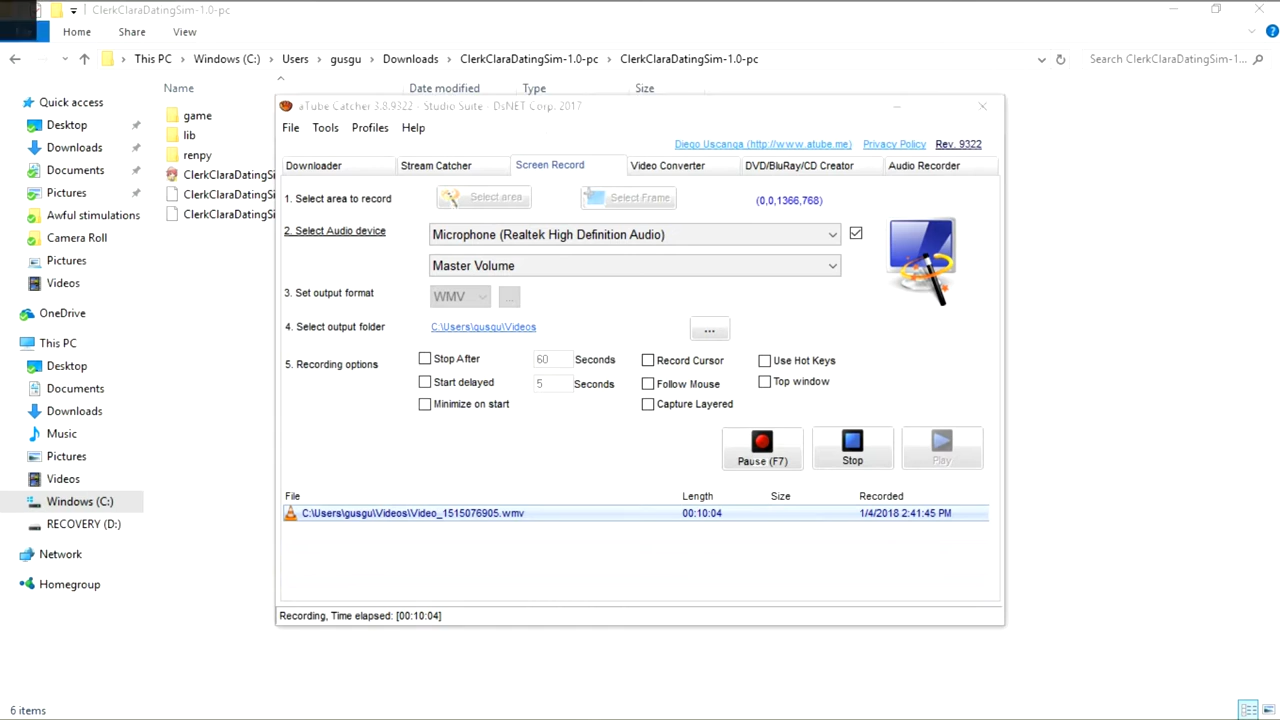 ClerkClaraDatingSim-1.0-pc
Home Share View
This PC Windows (C:) Users gusgu Downloads ClerkClaraDatingSim-1.0-pc ClerkClaraDatingSim-1.0-pc Search ClerkClaraDatingSim-1...
Name Date modified Type Size
Quick access
Desktop
Downloads
Documents
Pictures
Awful stimulations
Camera Roll
Pictures
Videos
OneDrive
This PC
Desktop
Documents
Downloads
Music
Pictures
Videos
Windows (C:)
RECOVERY (D:)
Network
Homegroup
game
lib
renpy
ClerkClaraDatingSi
ClerkClaraDatingSi
ClerkClaraDatingSi
aTube Catcher 3.8.9322 - Studio Suite - DsNET Corp. 2017
File Tools Profiles Help
Diego Uscanga (http://www.atube.me) Privacy Policy Rev. 9322
Downloader Stream Catcher Screen Record Video Converter DVD/BluRay/CD Creator Audio Recorder
1. Select area to record Select area Select Frame (0,0,1366,768)
2. Select Audio device Microphone (Realtek High Definition Audio)
Master Volume
3. Set output format WMV ...
4. Select output folder C:\Users\gusgu\Videos ...
5. Recording options
Stop After 60 Seconds Record Cursor Use Hot Keys
Start delayed 5 Seconds Follow Mouse Top window
Minimize on start Capture Layered
Pause (F7) Stop Play
File Length Size Recorded
C:\Users\gusgu\Videos\Video_1515076905.wmv 00:10:04 1/4/2018 2:41:45 PM
Recording, Time elapsed: [00:10:04]
6 items